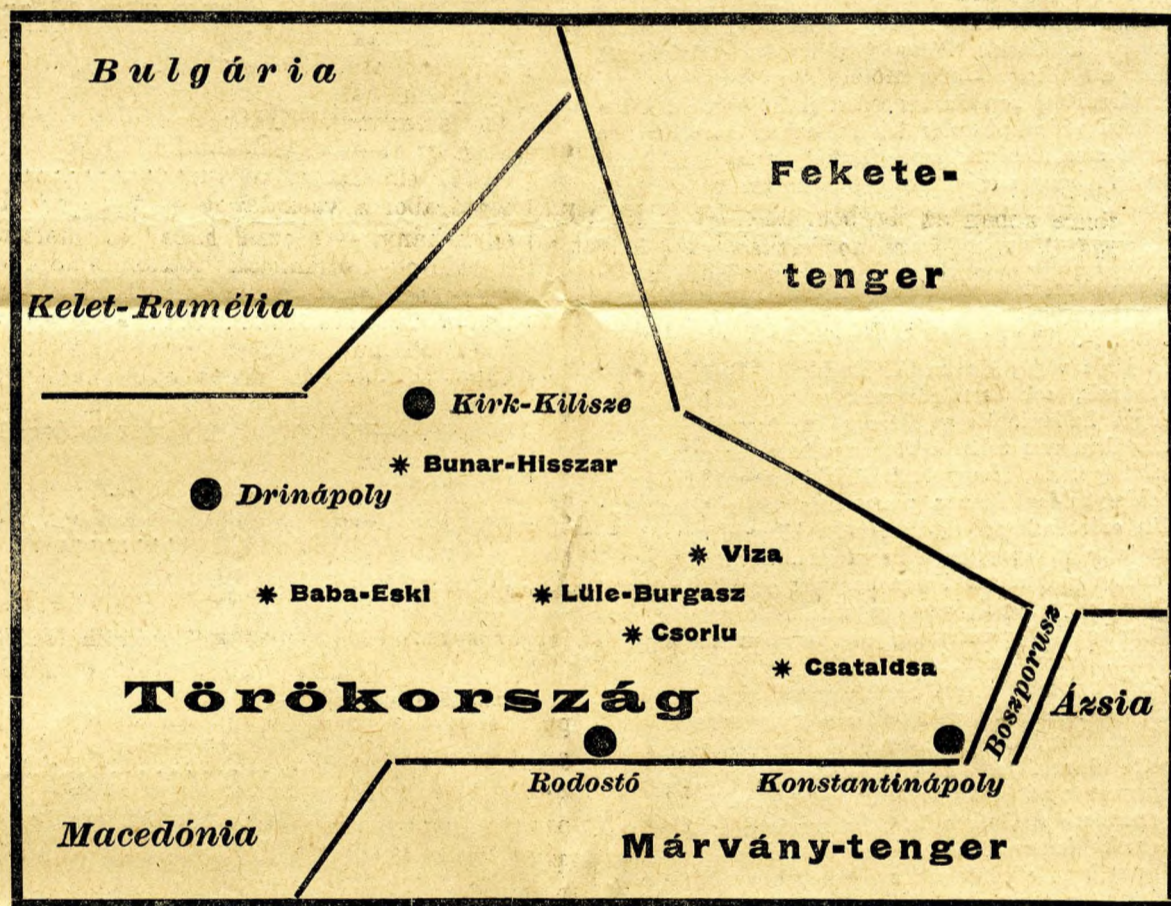 Bulgária
Fekete-
tenger
Kelet-Rumélia
Kirk-Kilisze
Bunar-Hisszar
Drinápoly
Viza
Baba-Eski
Lüle-Burgasz
Csorlu
Csataldsa
Boszporusz
Törökország
Ázsia
Rodostó
Konstantinápoly
Macedónia
Márvány-tenger